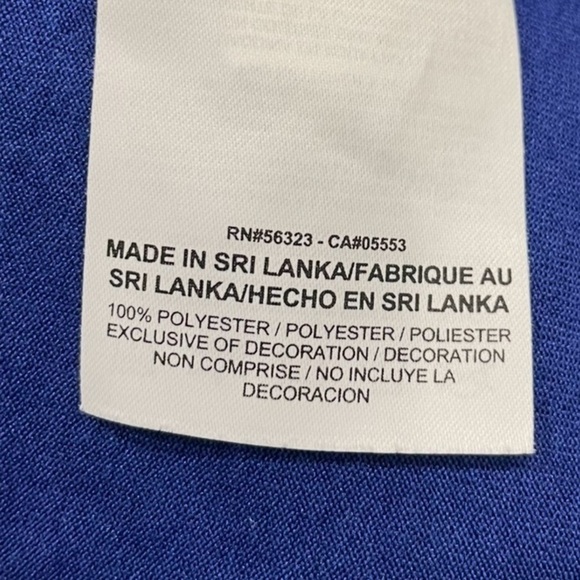 RN#56323 - CA#05553
MADE IN SRI LANKA/FABRIQUE AU
SRI LANKA/HECHO EN SRI LANKA
100% POLYESTER / POLYESTER / POLIESTER
EXCLUSIVE OF DECORATION / DECORATION
NON COMPRISE / NO INCLUYE LA
DECORACION